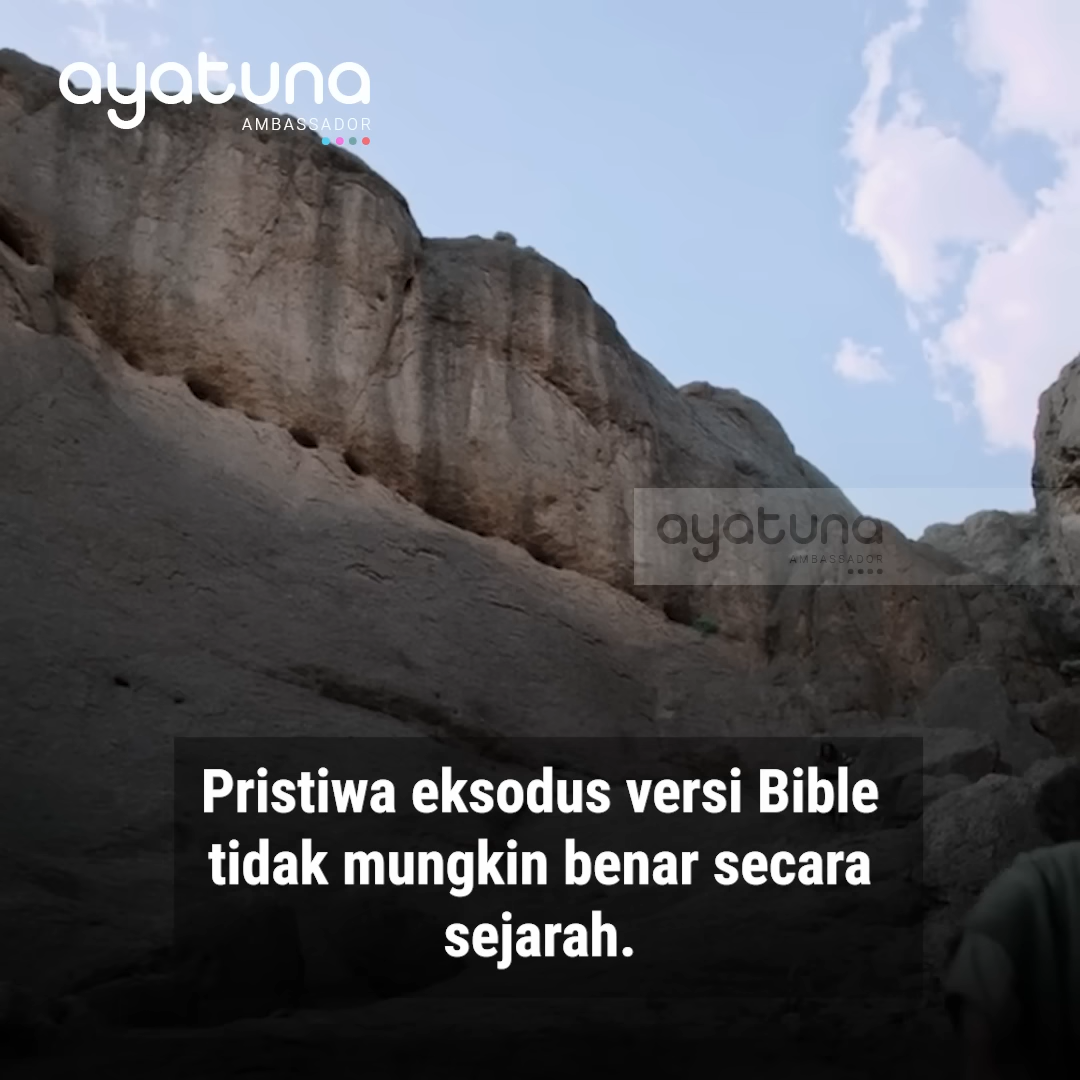 ayatuna
AMBASSADOR
ayatuna
AMBASSADOR
Pristiwa eksodus versi Bible
tidak mungkin benar secara
sejarah.